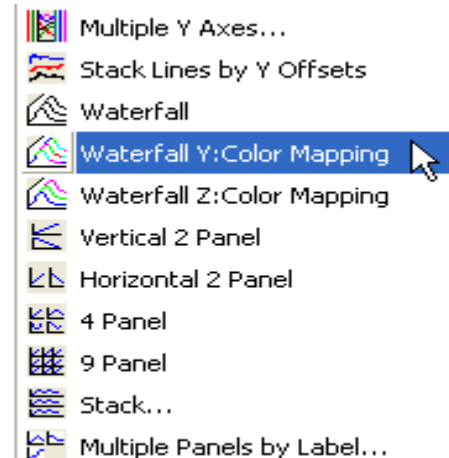 Multiple Y Axes...
Stack Lines by Y Offsets
Waterfall
Waterfall Y:Color Mapping
Waterfall Z:Color Mapping
Vertical 2 Panel
Horizontal 2 Panel
4 Panel
9 Panel
Stack...
Multiple Panels by Label...